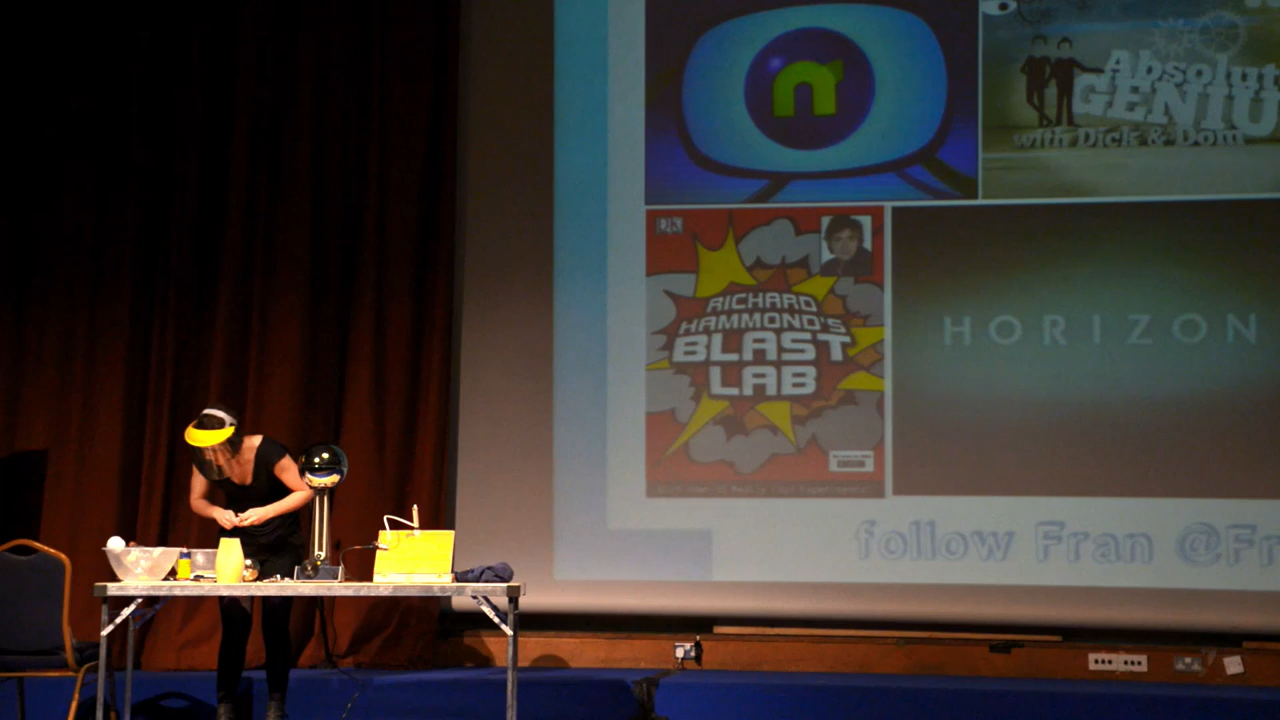 n
Absolut
GENIU
with Dick & Dom
DK
RICHARD
HAMMOND'S
BLAST
LAB
HORIZON
follow Fran @Fr